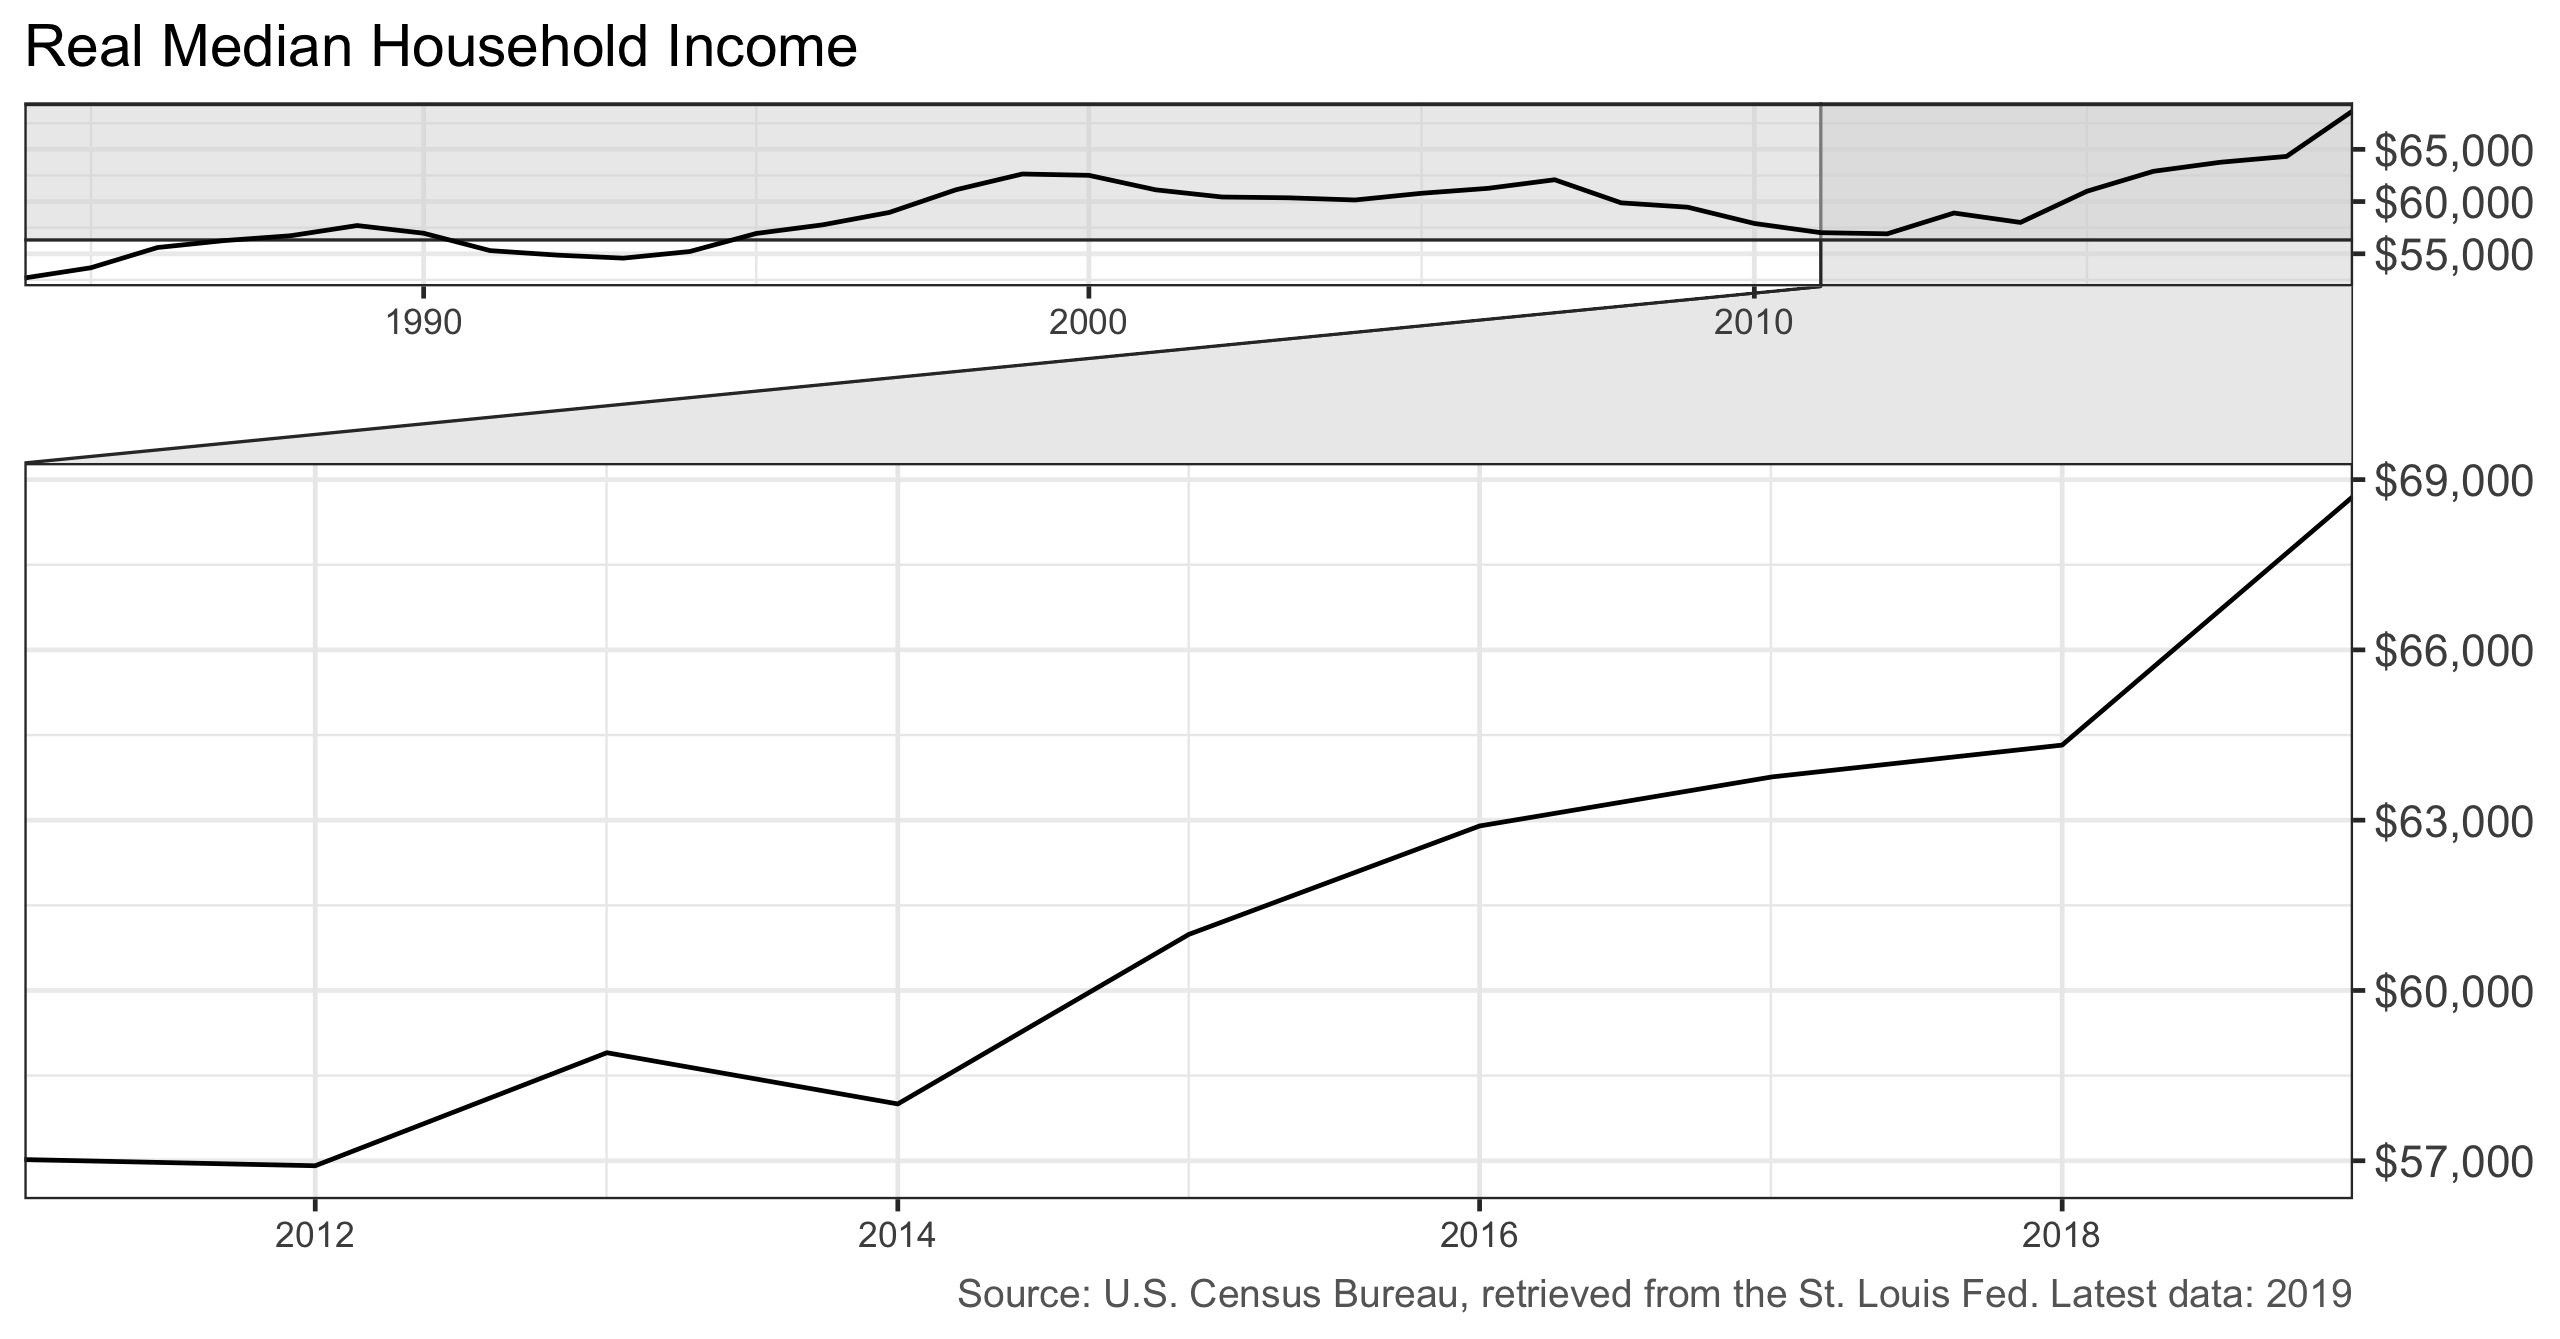 Real Median Household Income
$65,000
$60,000
$55,000
1990 2000 2010
$69,000
$66,000
$63,000
$60,000
$57,000
2012 2014 2016 2018
Source: U.S. Census Bureau, retrieved from the St. Louis Fed. Latest data: 2019